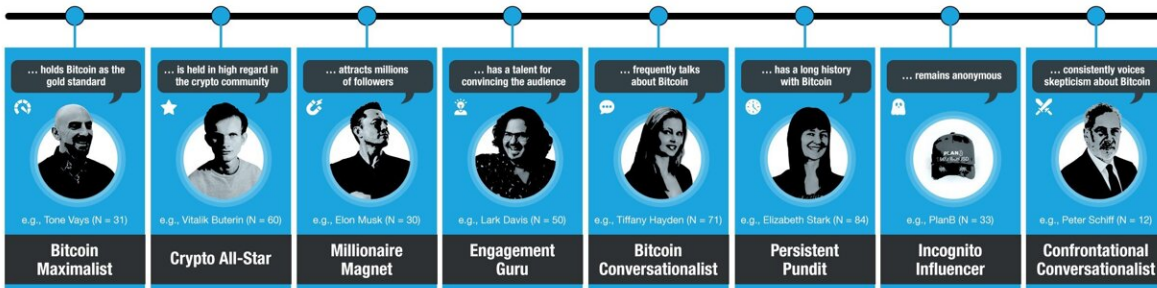 ... holds Bitcoin as the
gold standard
... is held in high regard in
the crypto community
... attracts millions
of followers
... has a talent for
convincing the audience
... frequently talks
about Bitcoin
... has a long history
with Bitcoin
... remains anonymous
... consistently voices
skepticism about Bitcoin
PLANB
e.g., Tone Vays (N = 31)
e.g., Vitalik Buterin (N = 60)
e.g., Elon Musk (N = 30)
e.g., Lark Davis (N = 50)
e.g., Tiffany Hayden (N = 71)
e.g., Elizabeth Stark (N = 84)
e.g., PlanB (N = 33)
e.g., Peter Schiff (N = 12)
Bitcoin
Maximalist
Crypto All-Star
Millionaire
Magnet
Engagement
Guru
Bitcoin
Conversationalist
Persistent
Pundit
Incognito
Influencer
Confrontational
Conversationalist